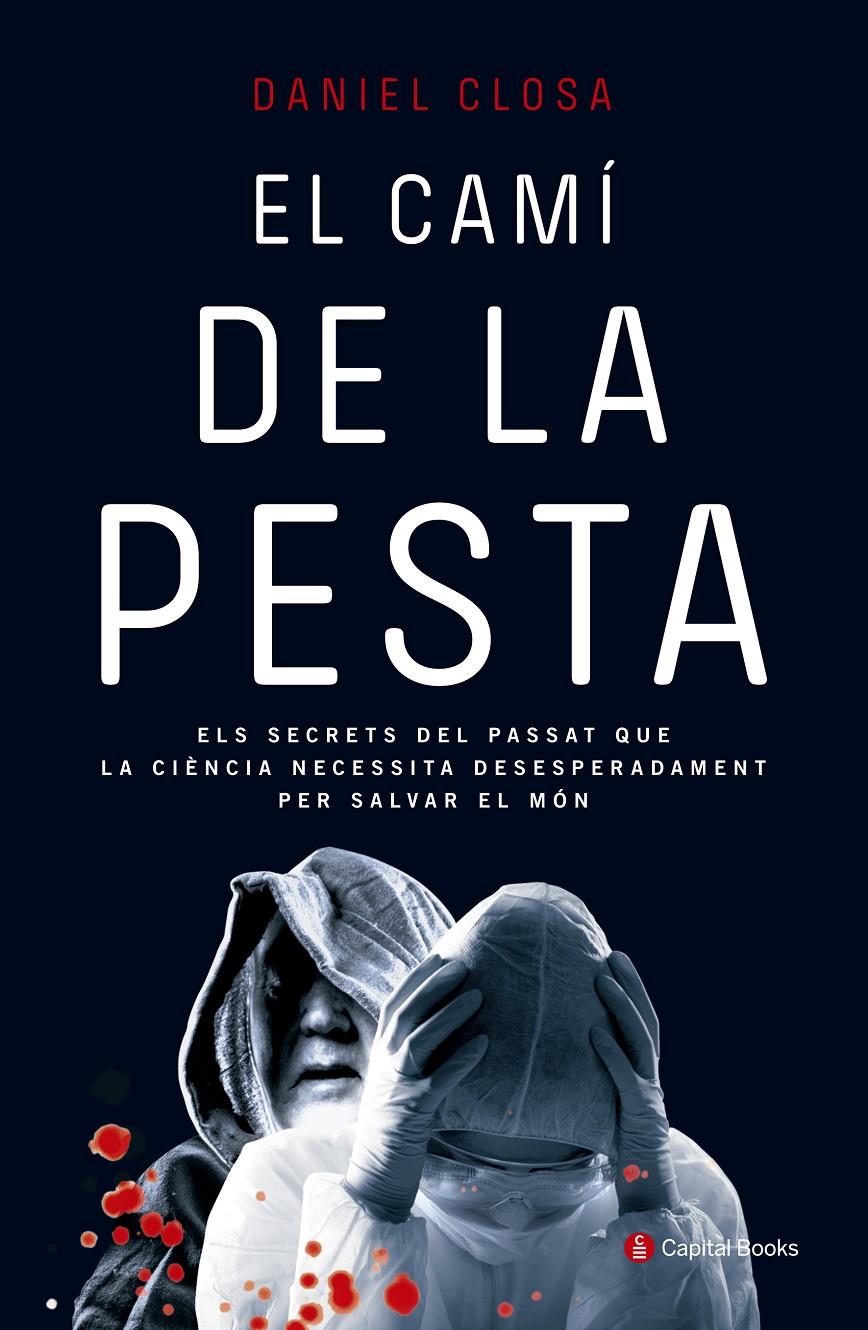 DANIEL CLOSA
EL CAMÍ
DE LA
PESTA
ELS SECRETS DEL PASSAT QUE
LA CIÈNCIA NECESSITA DESESPERADAMENT
PER SALVAR EL MÓN
Capital Books